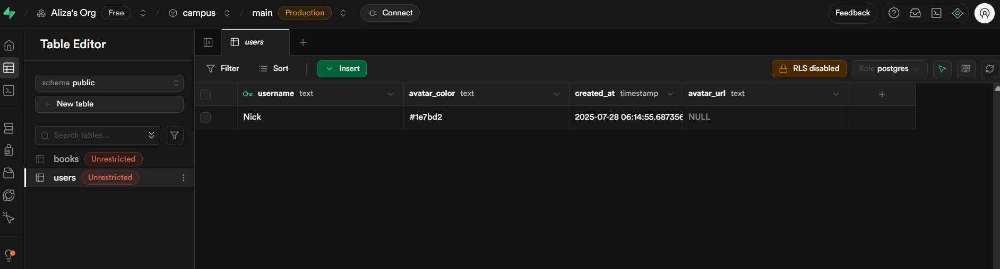 Aliza's Org Free campus main Production Connect Feedback
Table Editor
users
Filter Sort Insert RLS disabled Role postgres
schema public
New table
username text avatar_color text created_at timestamp avatar_url text
Nick #1e7bd2 2025-07-28 06:14:55.687356 NULL
Search tables...
books Unrestricted
users Unrestricted